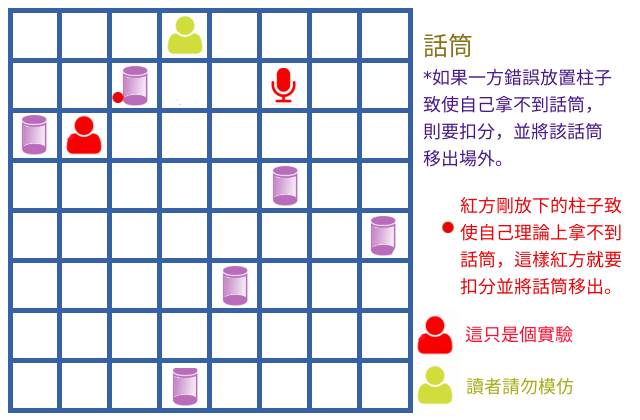 話筒
*如果一方錯誤放置柱子
致使自己拿不到話筒，
則要扣分，並將該話筒
移出場外。
紅方剛放下的柱子致
使自己理論上拿不到
話筒，這樣紅方就要
扣分並將話筒移出。
這只是個實驗
讀者請勿模仿